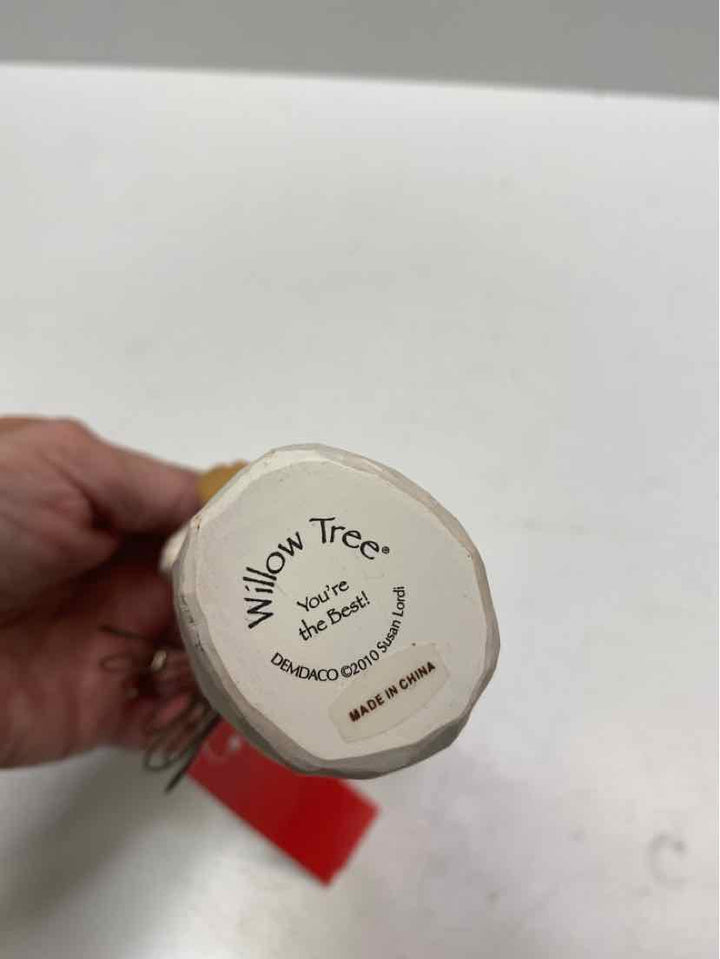 Willow Tree®
You're
the Best!
DEMDACO ©2010 Susan Lordi
MADE IN CHINA